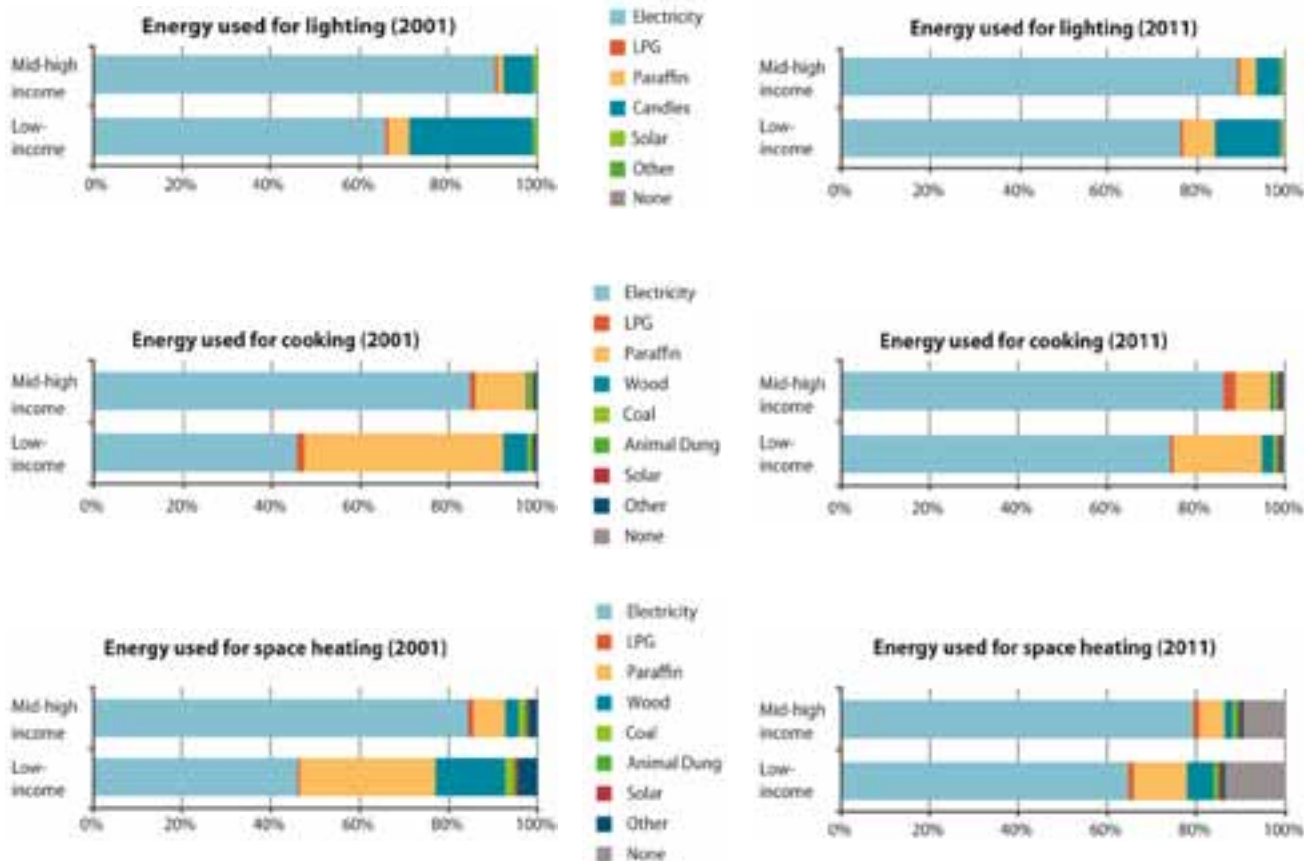 Energy used for lighting (2001)
Mid-high
income
Low-
income
0% 20% 40% 60% 80% 100%
Electricity
LPG
Paraffin
Candles
Solar
Other
None
Energy used for lighting (2011)
Mid-high
income
Low-
income
0% 20% 40% 60% 80% 100%
Energy used for cooking (2001)
Mid-high
income
Low-
income
0% 20% 40% 60% 80% 100%
Electricity
LPG
Paraffin
Wood
Coal
Animal Dung
Solar
Other
None
Energy used for cooking (2011)
Mid-high
income
Low-
income
0% 20% 40% 60% 80% 100%
Energy used for space heating (2001)
Mid-high
income
Low-
income
0% 20% 40% 60% 80% 100%
Electricity
LPG
Paraffin
Wood
Coal
Animal Dung
Solar
Other
None
Energy used for space heating (2011)
Mid-high
income
Low-
income
0% 20% 40% 60% 80% 100%